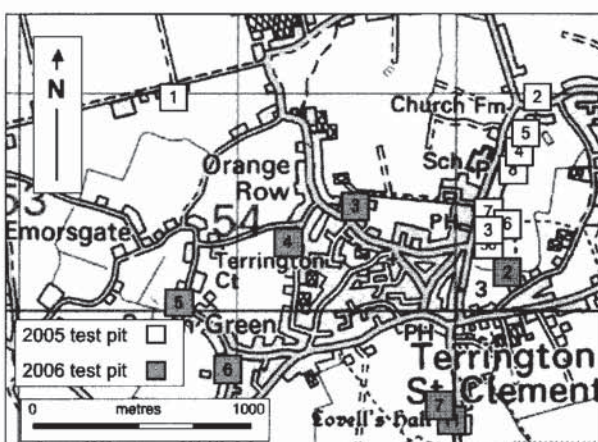 N
1
2
Church Fm
5
4
8
Sch
P
Orange
Row
3
7
6
PH
3
53
54
Emorsgate
4
Terrington
Ct
2
5
3
Green
2005 test pit
2006 test pit
PH
Terrington
St Clement
6
0 metres 1000
7
Lovell's Hall